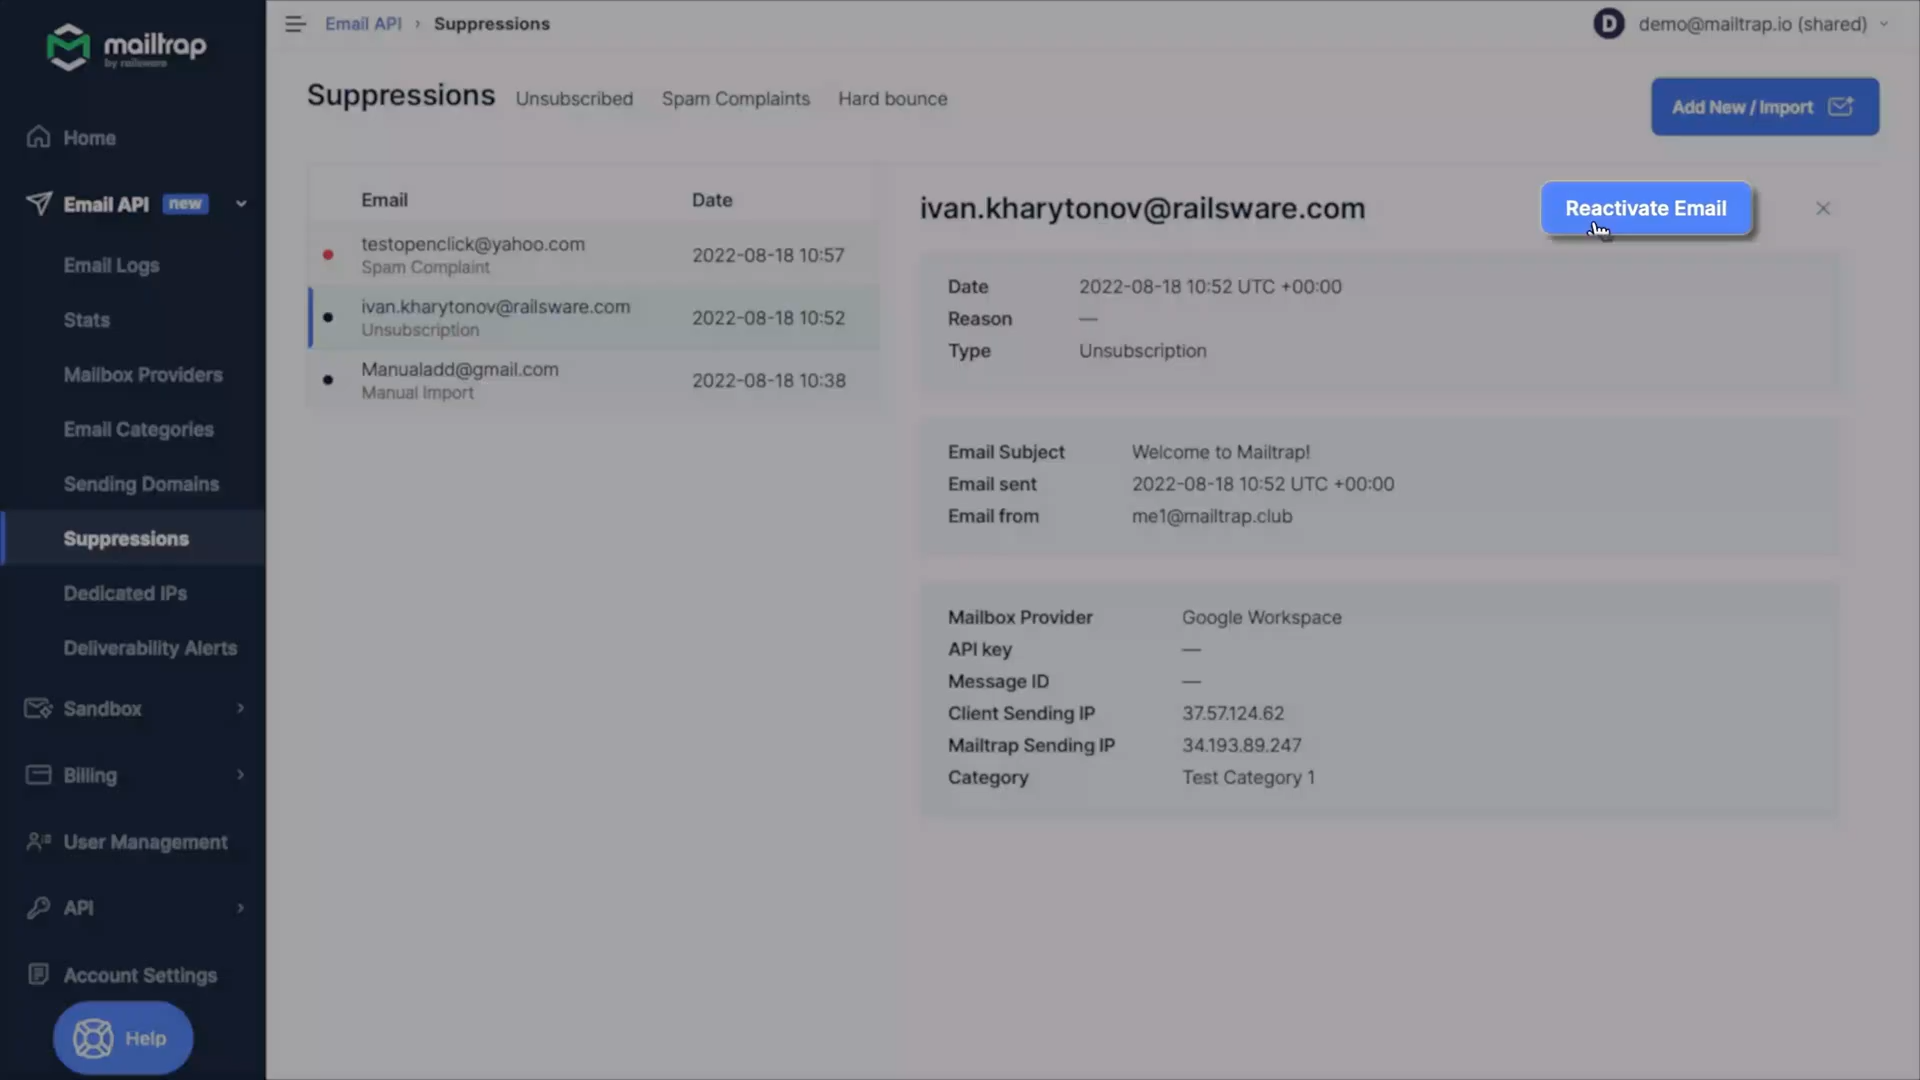 mailtrap
by railsware
Home
Email API new
Email Logs
Stats
Mailbox Providers
Email Categories
Sending Domains
Suppressions
Dedicated IPs
Deliverability Alerts
Sandbox
Billing
User Management
API
Account Settings
Help
Email API › Suppressions
D demo@mailtrap.io (shared)
Suppressions Unsubscribed Spam Complaints Hard bounce
Add New / Import
Email Date
testopenclick@yahoo.com
Spam Complaint
2022-08-18 10:57
ivan.kharytonov@railsware.com
Unsubscription
2022-08-18 10:52
Manualadd@gmail.com
Manual Import
2022-08-18 10:38
ivan.kharytonov@railsware.com
Reactivate Email
Date 2022-08-18 10:52 UTC +00:00
Reason —
Type Unsubscription
Email Subject Welcome to Mailtrap!
Email sent 2022-08-18 10:52 UTC +00:00
Email from me1@mailtrap.club
Mailbox Provider Google Workspace
API key —
Message ID —
Client Sending IP 37.57.124.62
Mailtrap Sending IP 34.193.89.247
Category Test Category 1